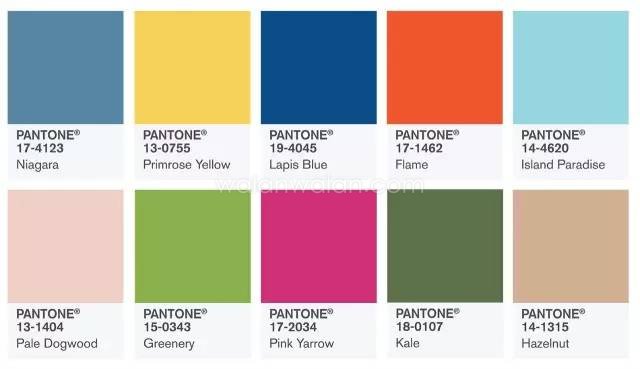 PANTONE®
17-4123
Niagara
PANTONE®
13-0755
Primrose Yellow
PANTONE®
19-4045
Lapis Blue
PANTONE®
17-1462
Flame
PANTONE®
14-4620
Island Paradise
walanwalan.com
PANTONE®
13-1404
Pale Dogwood
PANTONE®
15-0343
Greenery
PANTONE®
17-2034
Pink Yarrow
PANTONE®
18-0107
Kale
PANTONE®
14-1315
Hazelnut